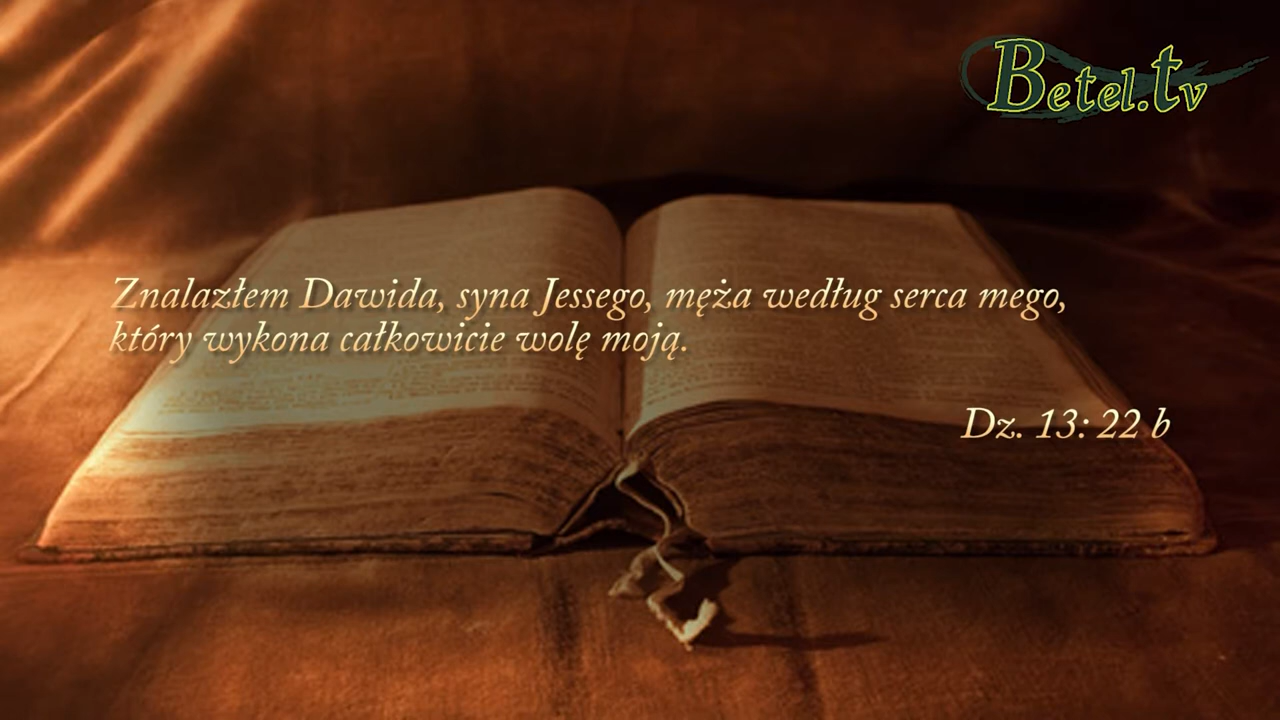 Betel.tv
Znalazłem Dawida, syna Jessego, męża według serca mego,
który wykona całkowicie wolę moją.
Dz. 13: 22 b